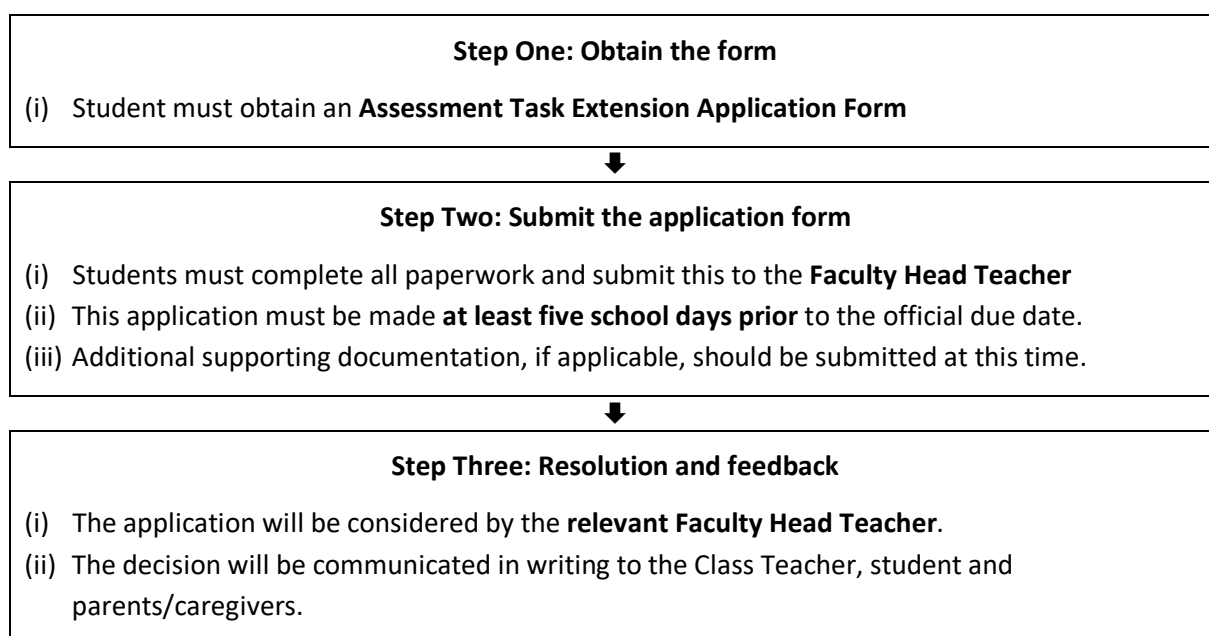 Step One: Obtain the form
(i) Student must obtain an Assessment Task Extension Application Form
Step Two: Submit the application form
(i) Students must complete all paperwork and submit this to the Faculty Head Teacher
(ii) This application must be made at least five school days prior to the official due date.
(iii) Additional supporting documentation, if applicable, should be submitted at this time.
Step Three: Resolution and feedback
(i) The application will be considered by the relevant Faculty Head Teacher.
(ii) The decision will be communicated in writing to the Class Teacher, student and
parents/caregivers.